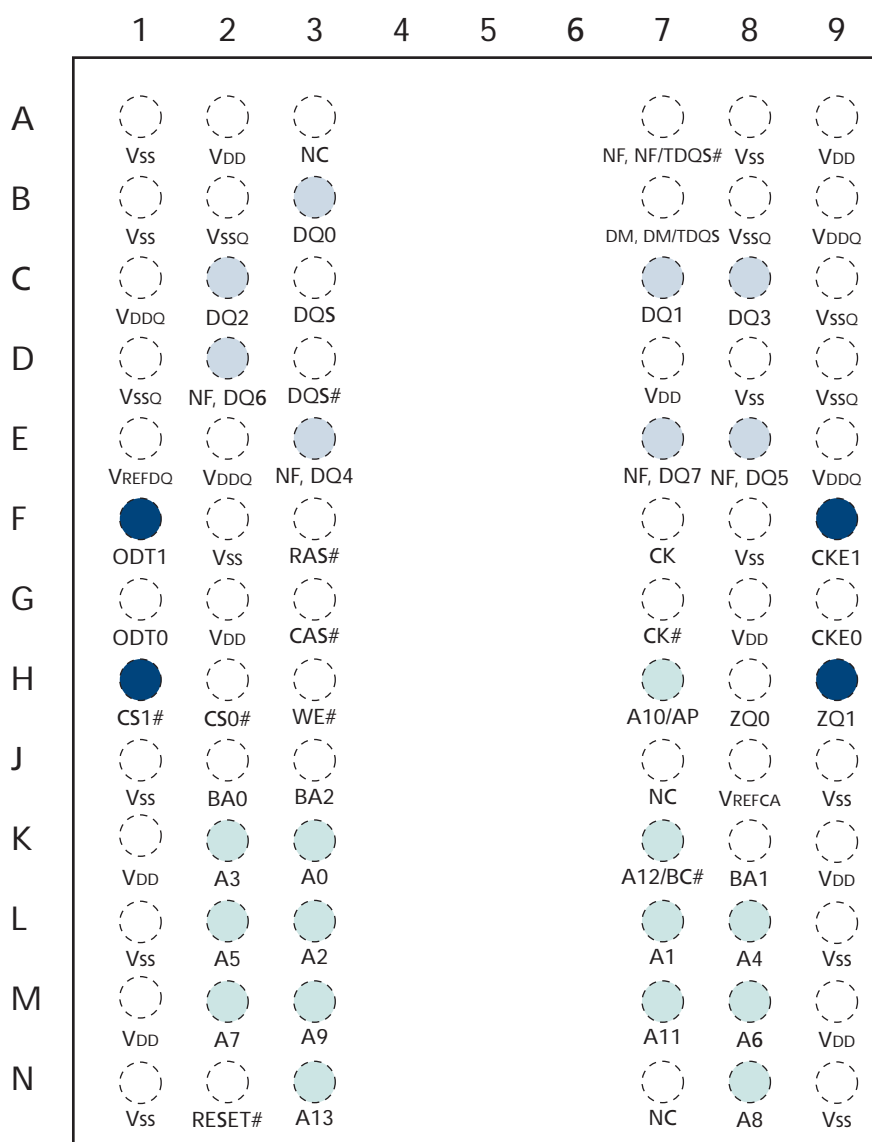 1 2 3 4 5 6 7 8 9
A
Vss VDD NC NF, NF/TDQS# Vss VDD
B
Vss VssQ DQ0 DM, DM/TDQS VssQ VDDQ
C
VDDQ DQ2 DQS DQ1 DQ3 VssQ
D
VssQ NF, DQ6 DQS# VDD Vss VssQ
E
VREFDQ VDDQ NF, DQ4 NF, DQ7 NF, DQ5 VDDQ
F
ODT1 Vss RAS# CK Vss CKE1
G
ODT0 VDD CAS# CK# VDD CKE0
H
CS1# CS0# WE# A10/AP ZQ0 ZQ1
J
Vss BA0 BA2 NC VREFCA Vss
K
VDD A3 A0 A12/BC# BA1 VDD
L
Vss A5 A2 A1 A4 Vss
M
VDD A7 A9 A11 A6 VDD
N
Vss RESET# A13 NC A8 Vss